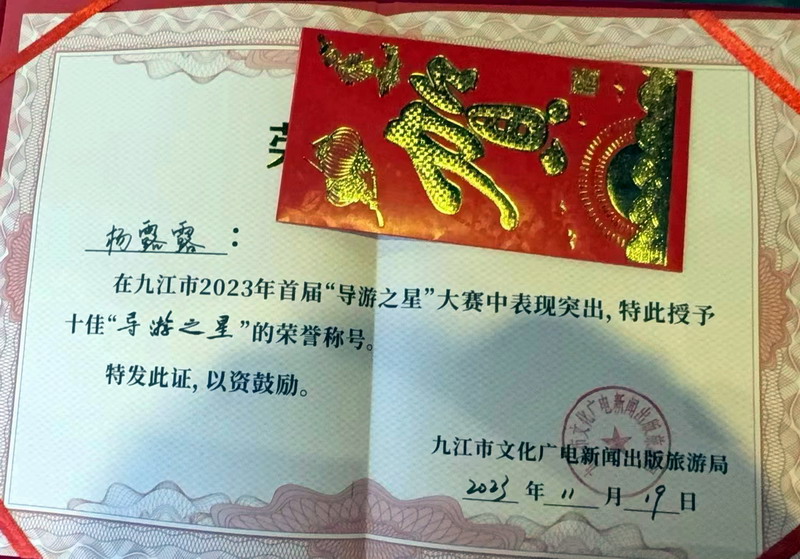 荣
杨露露：
在九江市2023年首届“导游之星”大赛中表现突出，特此授予
十佳“导游之星”的荣誉称号。
特发此证，以资鼓励。
九江市文化广电新闻出版旅游局
2023年11月19日